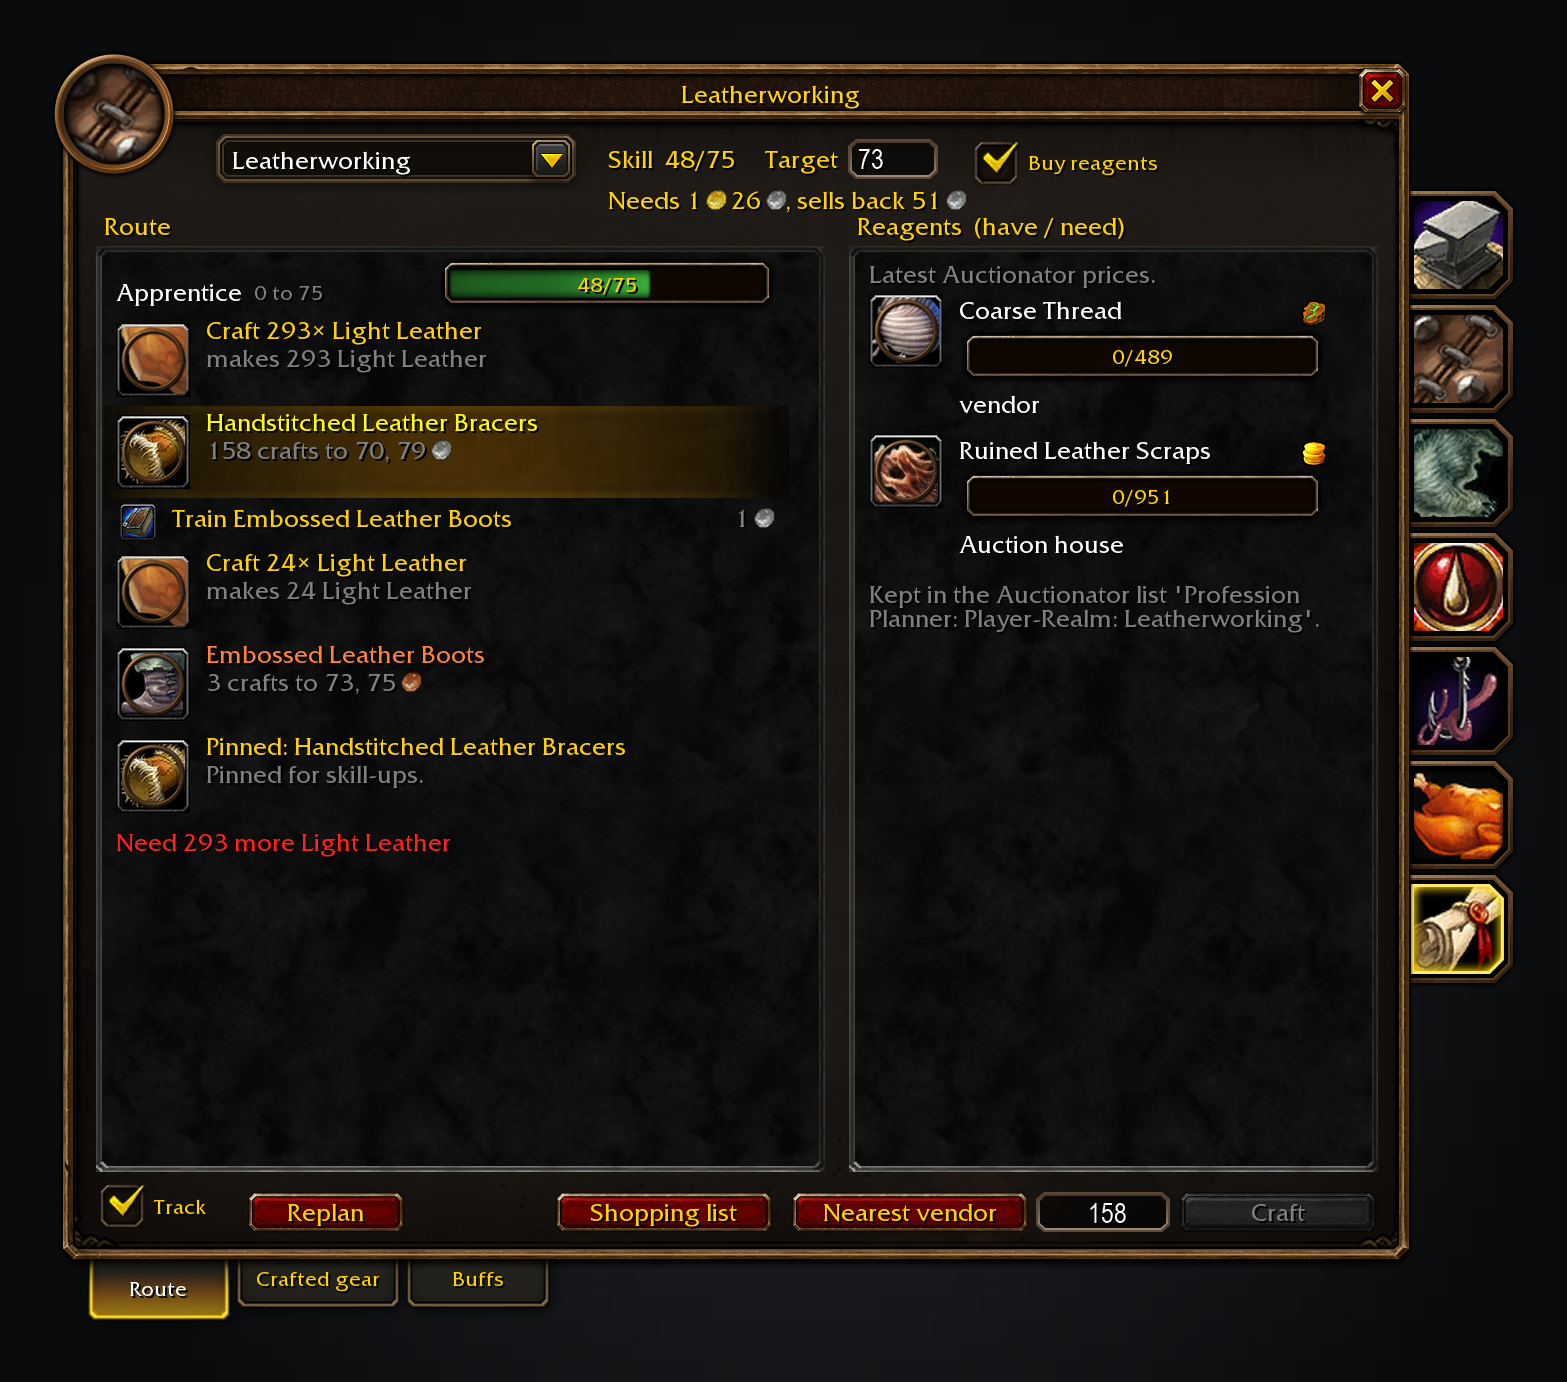 Leatherworking
Leatherworking
Skill 48/75
Target 73
Buy reagents
Needs 1 26 , sells back 51
Route
Apprentice 0 to 75
48/75
Craft 293× Light Leather
makes 293 Light Leather
Handstitched Leather Bracers
158 crafts to 70, 79
Train Embossed Leather Boots 1
Craft 24× Light Leather
makes 24 Light Leather
Embossed Leather Boots
3 crafts to 73, 75
Pinned: Handstitched Leather Bracers
Pinned for skill-ups.
Need 293 more Light Leather
Reagents (have / need)
Latest Auctionator prices.
Coarse Thread
0/489
vendor
Ruined Leather Scraps
0/951
Auction house
Kept in the Auctionator list 'Profession
Planner: Player-Realm: Leatherworking'.
Track
Replan
Shopping list
Nearest vendor
158
Craft
Route
Crafted gear
Buffs